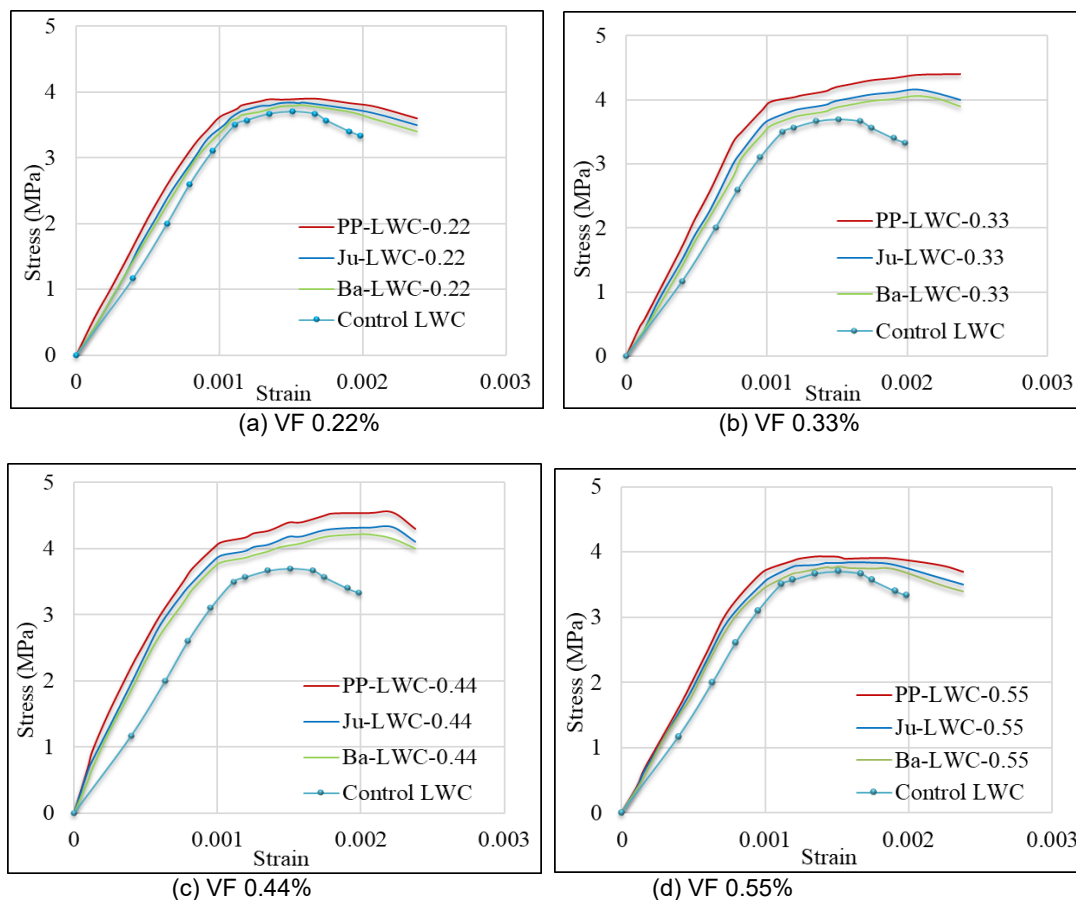 5
4
3
2
1
0
Stress (MPa)
PP-LWC-0.22
Ju-LWC-0.22
Ba-LWC-0.22
Control LWC
0 0.001 0.002 0.003
Strain
(a) VF 0.22%
5
4
3
2
1
0
Stress (MPa)
PP-LWC-0.33
Ju-LWC-0.33
Ba-LWC-0.33
Control LWC
0 0.001 0.002 0.003
Strain
(b) VF 0.33%
5
4
3
2
1
0
Stress (MPa)
PP-LWC-0.44
Ju-LWC-0.44
Ba-LWC-0.44
Control LWC
0 0.001 0.002 0.003
Strain
(c) VF 0.44%
5
4
3
2
1
0
Stress (MPa)
PP-LWC-0.55
Ju-LWC-0.55
Ba-LWC-0.55
Control LWC
0 0.001 0.002 0.003
Strain
(d) VF 0.55%